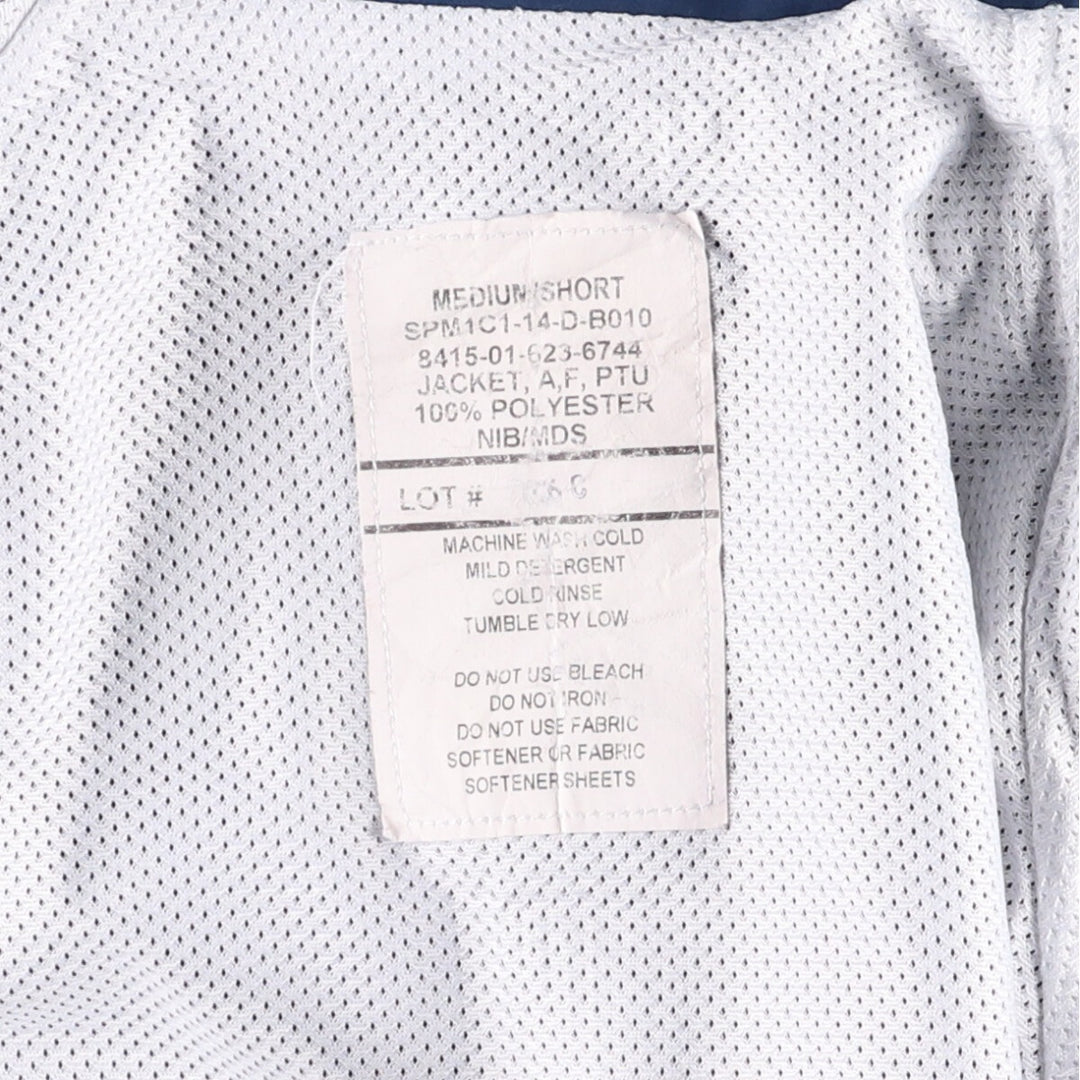 MEDIUM/SHORT
SPM1C1-14-D-B010
8415-01-623-6744
JACKET, A,F, PTU
100% POLYESTER
NIB/MDS
LOT #
MACHINE WASH COLD
MILD DETERGENT
COLD RINSE
TUMBLE DRY LOW
DO NOT USE BLEACH
DO NOT IRON
DO NOT USE FABRIC
SOFTENER OR FABRIC
SOFTENER SHEETS